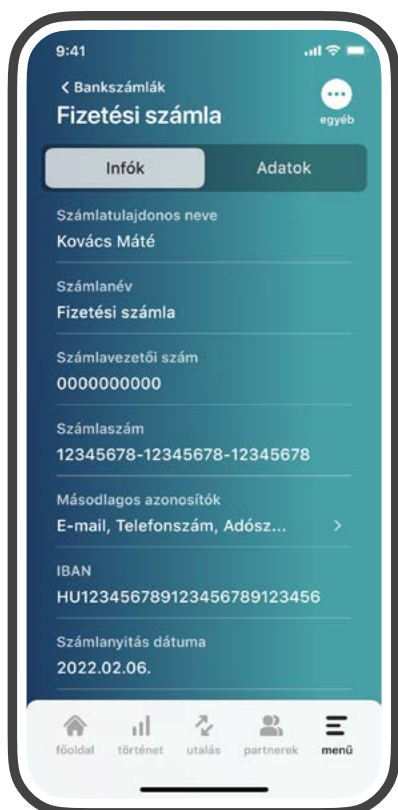 9:41
Bankszámlák
Fizetési számla
egyéb
Infók
Adatok
Számlatulajdonos neve
Kovács Máté
Számlanév
Fizetési számla
Számlavezetői szám
0000000000
Számlaszám
12345678-12345678-12345678
Másodlagos azonosítók
E-mail, Telefonszám, Adósz...
IBAN
HU123456789123456789123456
Számlanyitás dátuma
2022.02.06.
főoldal
történet
utalás
partnerek
menü